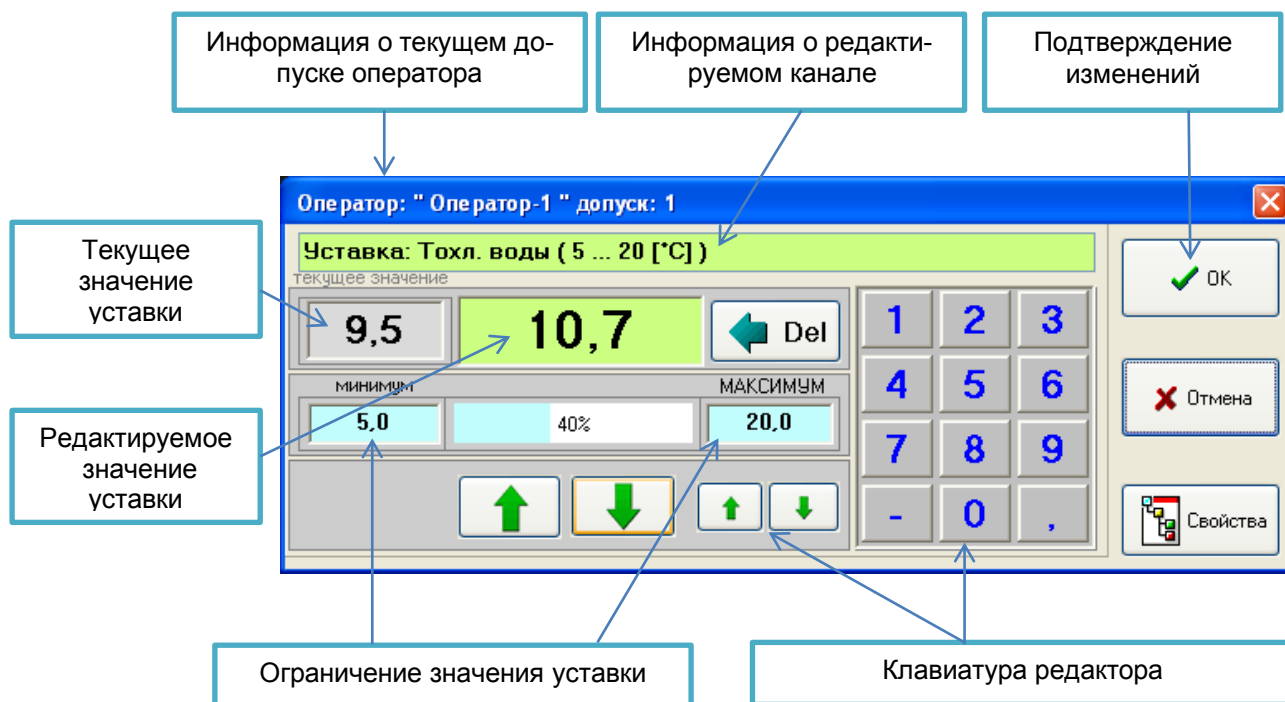 Информация о текущем до-
пуске оператора
Информация о редакти-
руемом канале
Подтверждение
изменений
Оператор: " Оператор-1 " допуск: 1
Уставка: Тохл. воды ( 5 ... 20 [°C] )
текущее значение
Текущее
значение
уставки
9,5
10,7
Del
1
2
3
OK
минимум
МАКСИМУМ
4
5
6
Отмена
5,0
40%
20,0
Редактируемое
значение
уставки
7
8
9
-
0
,
Свойства
Ограничение значения уставки
Клавиатура редактора